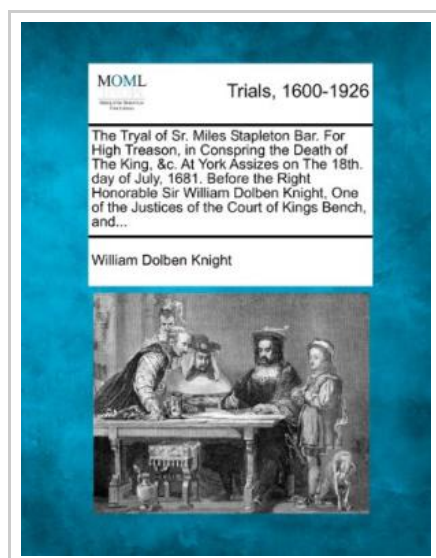 MOML
Trials, 1600-1926
The Tryal of Sr. Miles Stapleton Bar. For
High Treason, in Conspring the Death of
The King, &c. At York Assizes on The 18th.
day of July, 1681. Before the Right
Honorable Sir William Dolben Knight, One
of the Justices of the Court of Kings Bench,
and...
William Dolben Knight